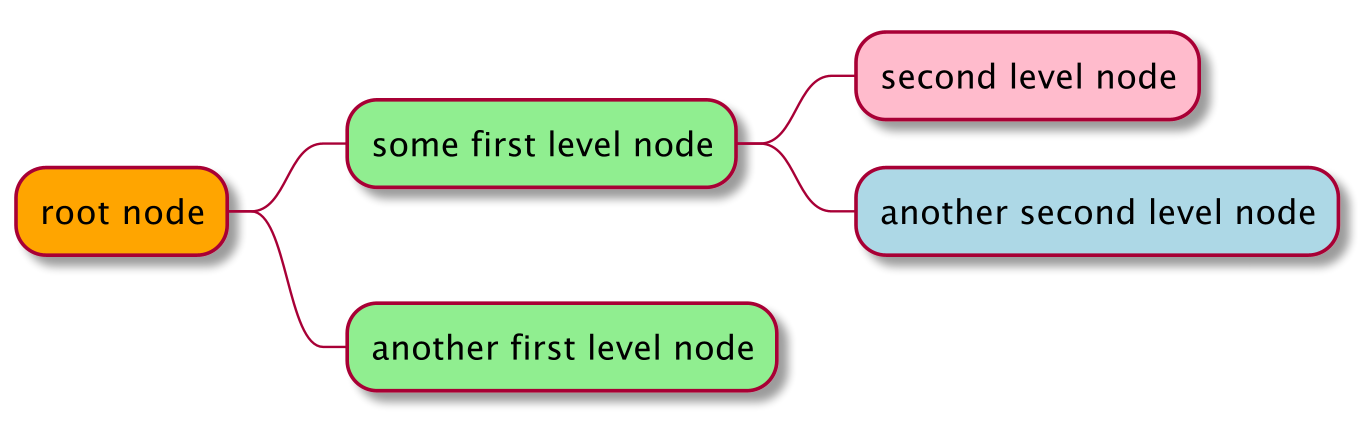 root node
some first level node
second level node
another second level node
another first level node